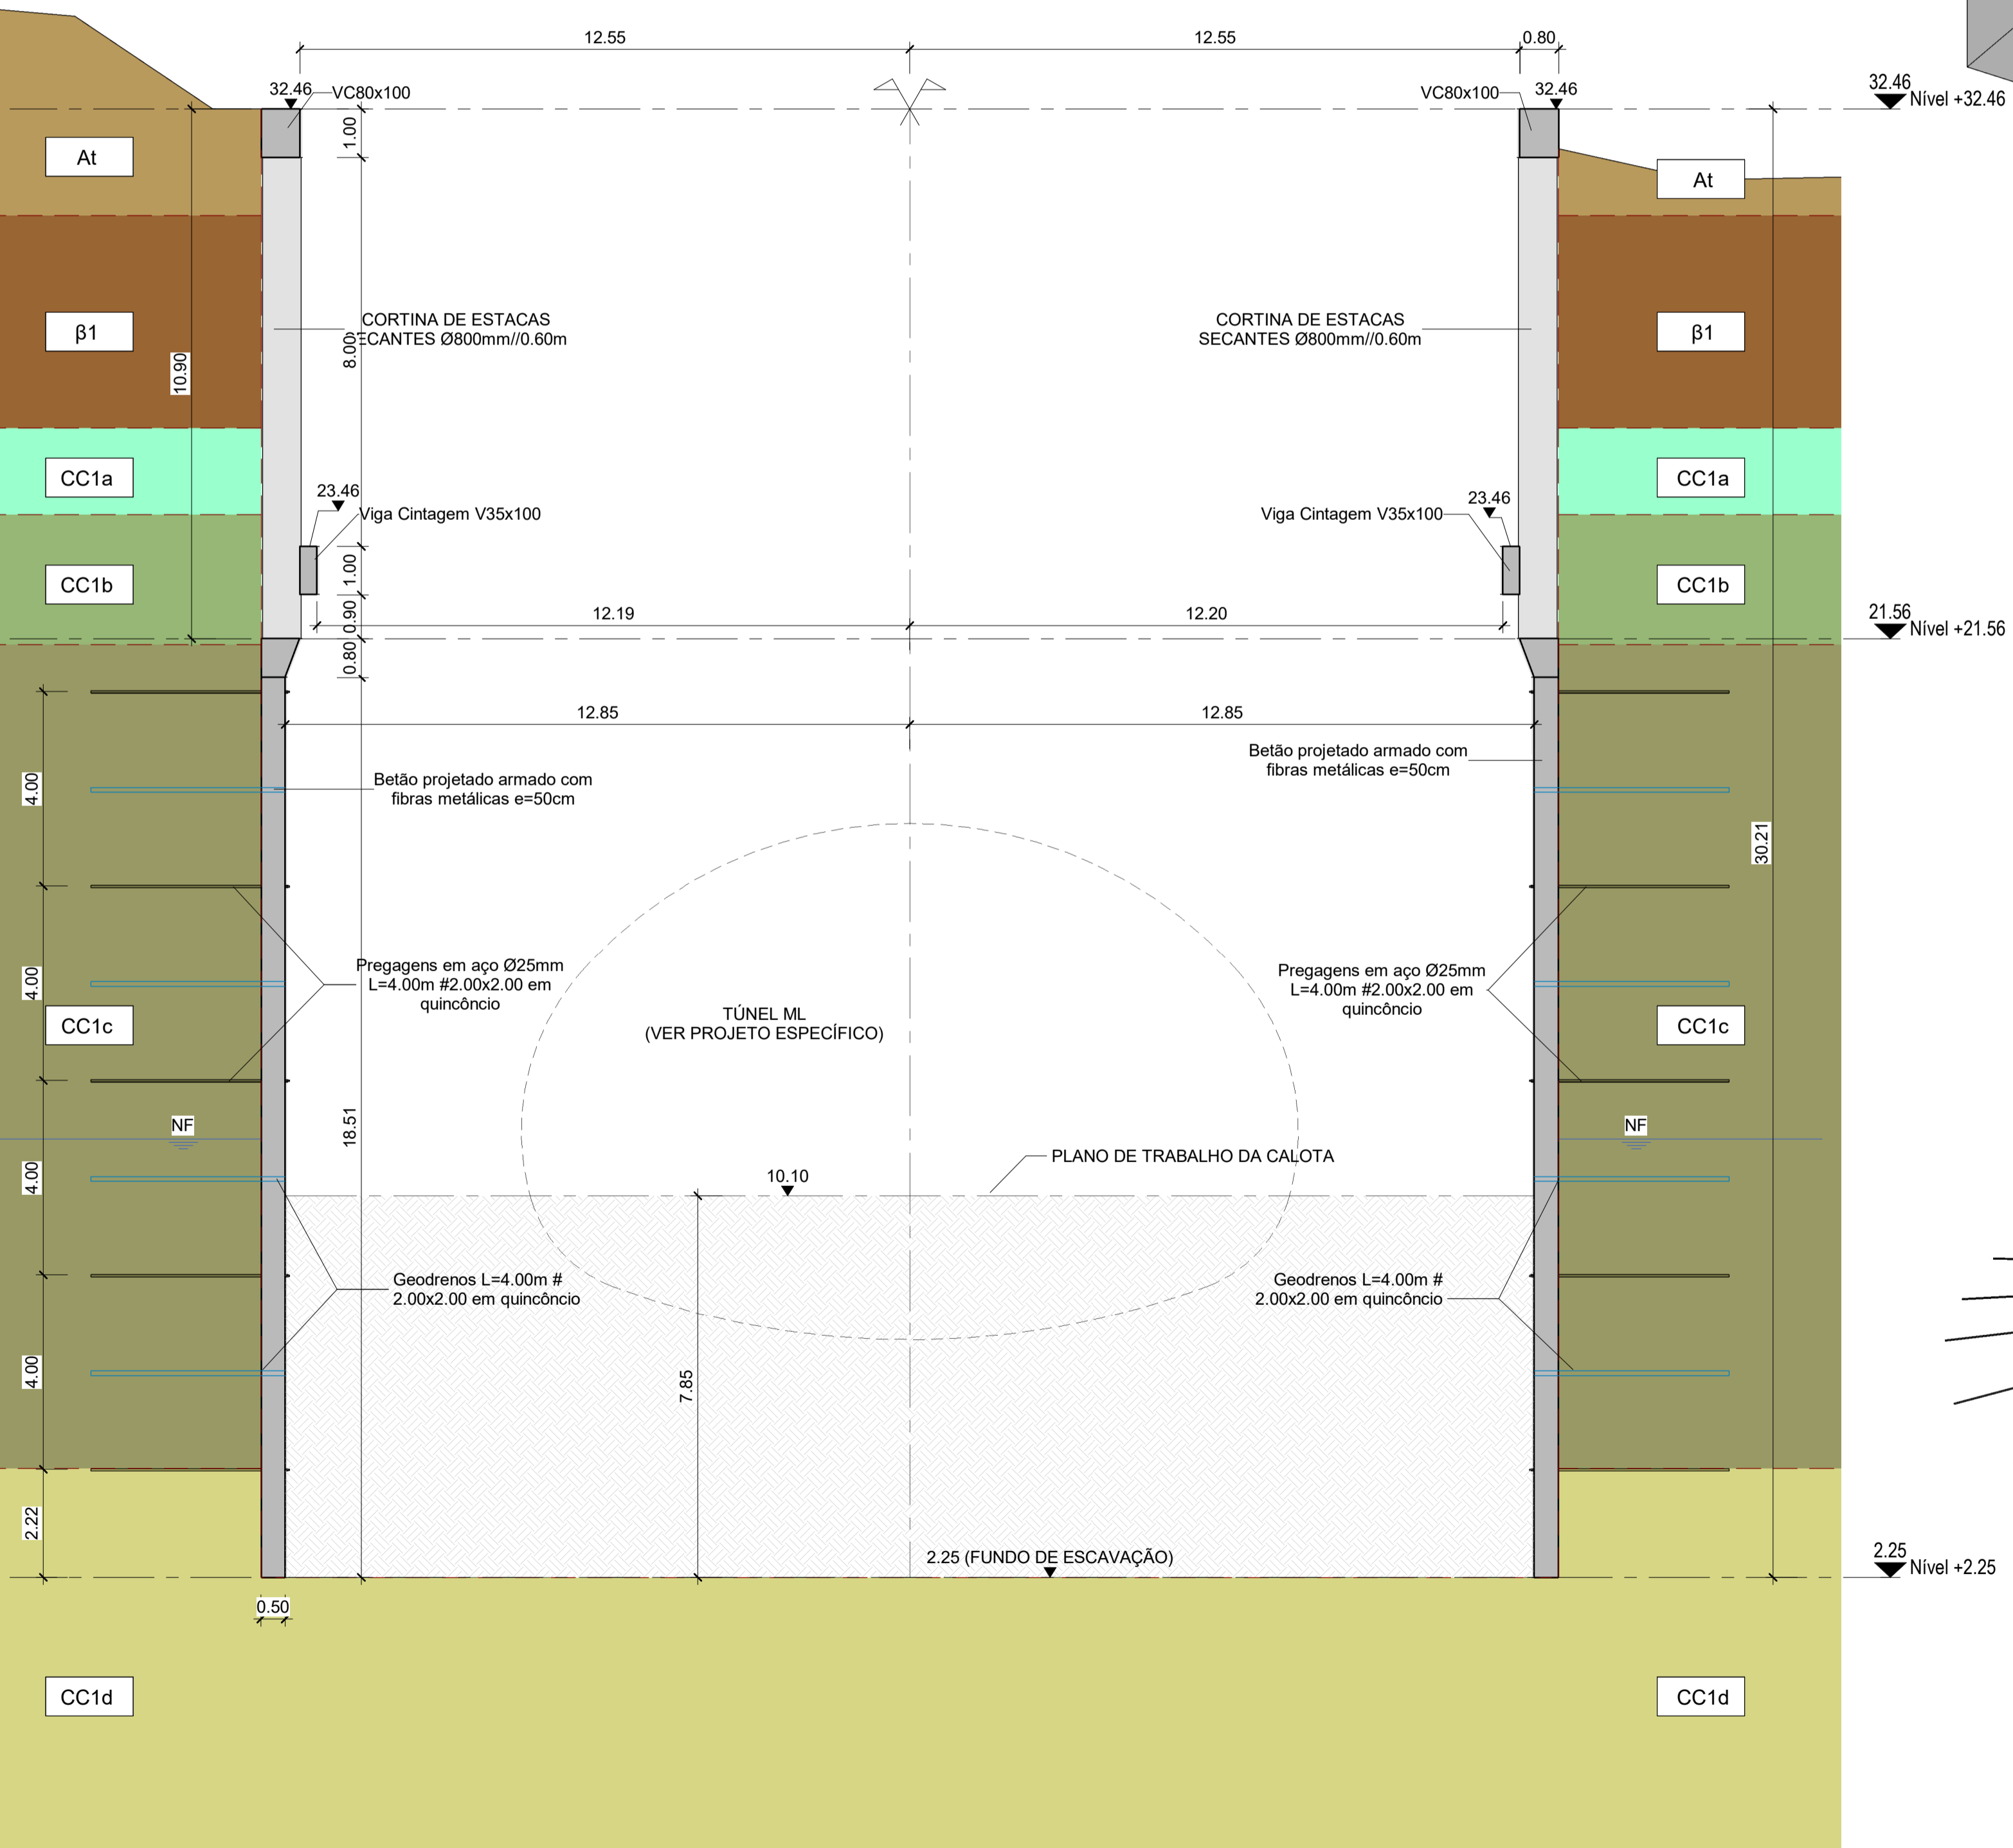 12.55
12.55
0.80
32.46
VC80x100
VC80x100
32.46
32.46
Nível +32.46
1.00
At
At
β1
β1
10.90
8.00
CORTINA DE ESTACAS
ECANTES Ø800mm//0.60m
CORTINA DE ESTACAS
SECANTES Ø800mm//0.60m
CC1a
CC1a
23.46
Viga Cintagem V35x100
23.46
Viga Cintagem V35x100
1.00
CC1b
CC1b
0.90
12.19
12.20
21.56
Nível +21.56
0.80
12.85
12.85
4.00
Betão projetado armado com
fibras metálicas e=50cm
Betão projetado armado com
fibras metálicas e=50cm
30.21
4.00
Pregagens em aço Ø25mm
L=4.00m #2.00x2.00 em
quincôncio
Pregagens em aço Ø25mm
L=4.00m #2.00x2.00 em
quincôncio
TÚNEL ML
(VER PROJETO ESPECÍFICO)
CC1c
CC1c
NF
NF
18.51
4.00
PLANO DE TRABALHO DA CALOTA
10.10
Geodrenos L=4.00m #
2.00x2.00 em quincôncio
Geodrenos L=4.00m #
2.00x2.00 em quincôncio
4.00
7.85
2.22
2.25 (FUNDO DE ESCAVAÇÃO)
2.25
Nível +2.25
0.50
CC1d
CC1d